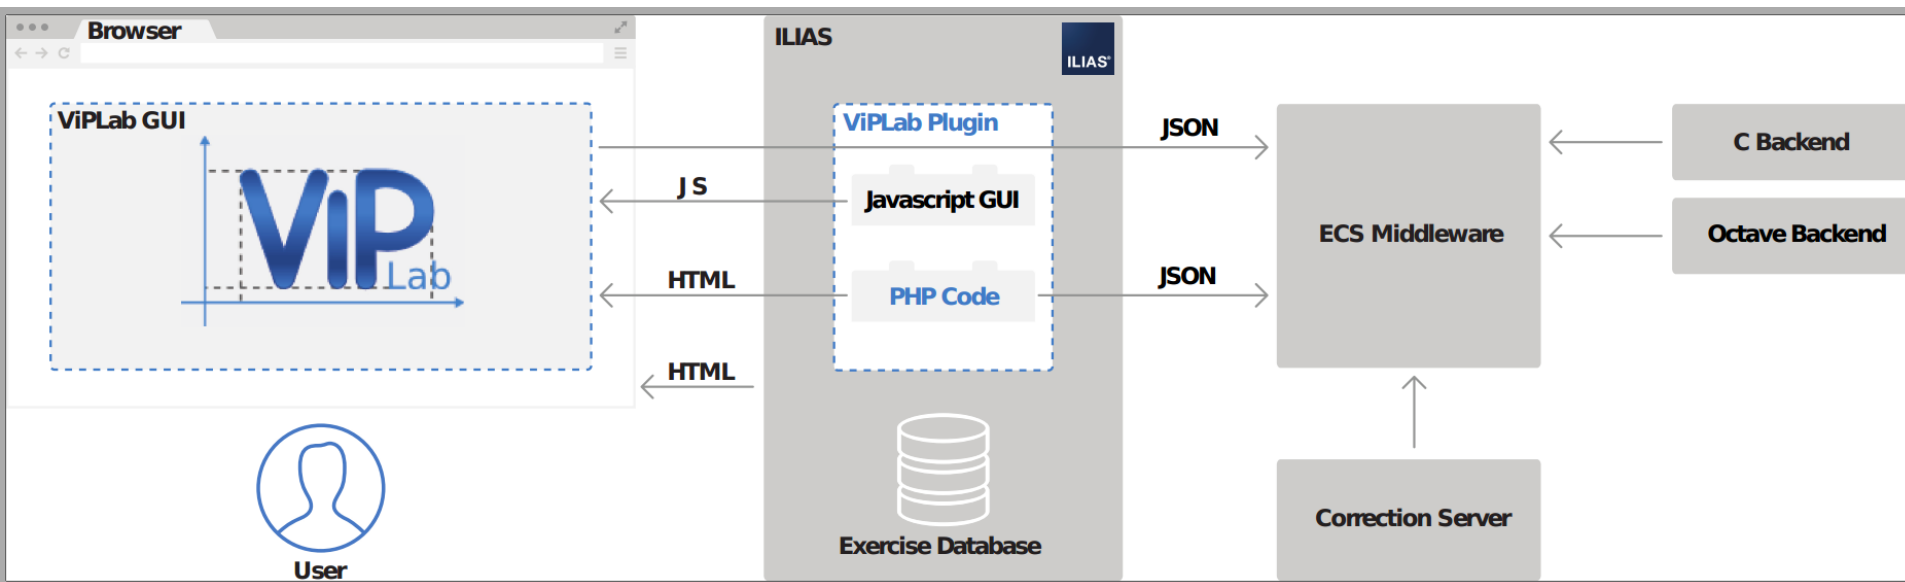 Browser
ViPLab GUI
ViP
Lab
User
JS
HTML
HTML
ILIAS
ILIAS
ViPLab Plugin
Javascript GUI
PHP Code
Exercise Database
JSON
JSON
ECS Middleware
Correction Server
C Backend
Octave Backend